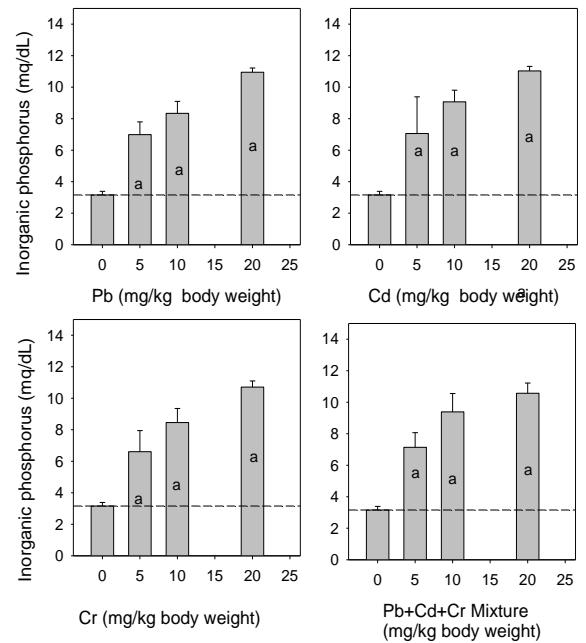 Inorganic phosphorus (mq/dL)
14
12
10
8
6
4
2
0
a
a
a
0 5 10 15 20 25
Pb (mg/kg body weight)
14
12
10
8
6
4
2
0
a
a
a
0 5 10 15 20 25
Cd (mg/kg body weight)
a
Inorganic phosphorus (mq/dL)
14
12
10
8
6
4
2
0
a
a
a
0 5 10 15 20 25
Cr (mg/kg body weight)
14
12
10
8
6
4
2
0
a
a
a
0 5 10 15 20 25
Pb+Cd+Cr Mixture
(mg/kg body weight)